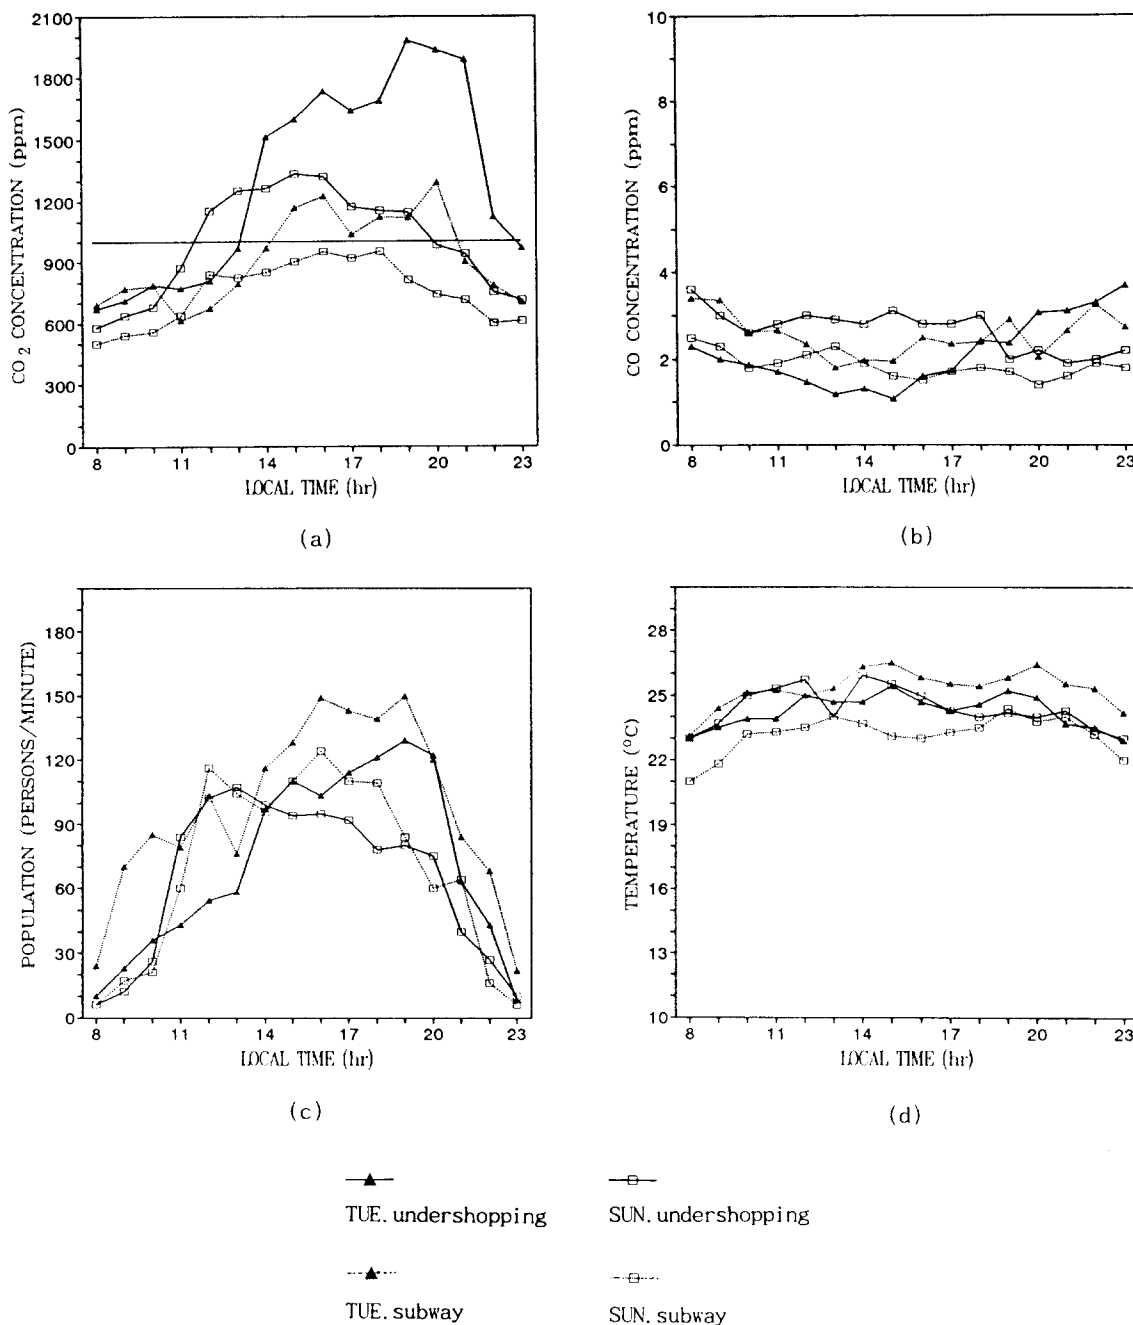 2100
1800
1500
1200
900
600
300
0
CO2 CONCENTRATION (ppm)
8 11 14 17 20 23
LOCAL TIME (hr)
(a)
10
8
6
4
2
0
CO CONCENTRATION (ppm)
8 11 14 17 20 23
LOCAL TIME (hr)
(b)
180
150
120
90
60
30
0
POPULATION (PERSONS/MINUTE)
8 11 14 17 20 23
LOCAL TIME (hr)
(c)
28
25
22
19
16
13
10
TEMPERATURE (°C)
8 11 14 17 20 23
LOCAL TIME (hr)
(d)
TUE. undershopping
SUN. undershopping
TUE. subway
SUN. subway